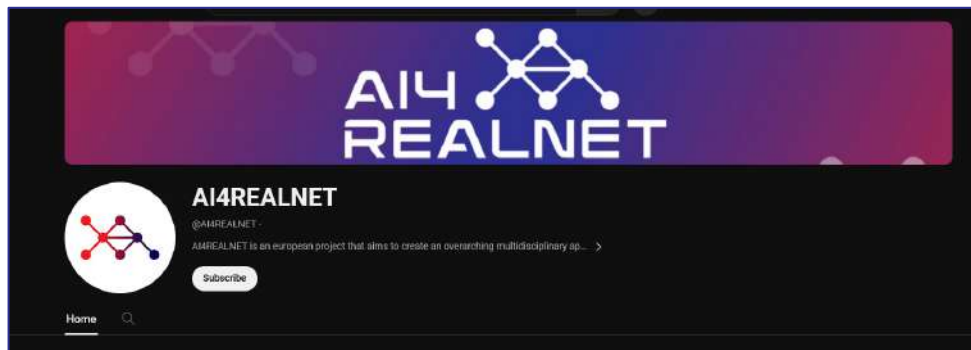 AI4
REALNET
AI4REALNET
@AI4REALNET ·
AI4REALNET is an european project that aims to create an overarching multidisciplinary ap... >
Subscribe
Home